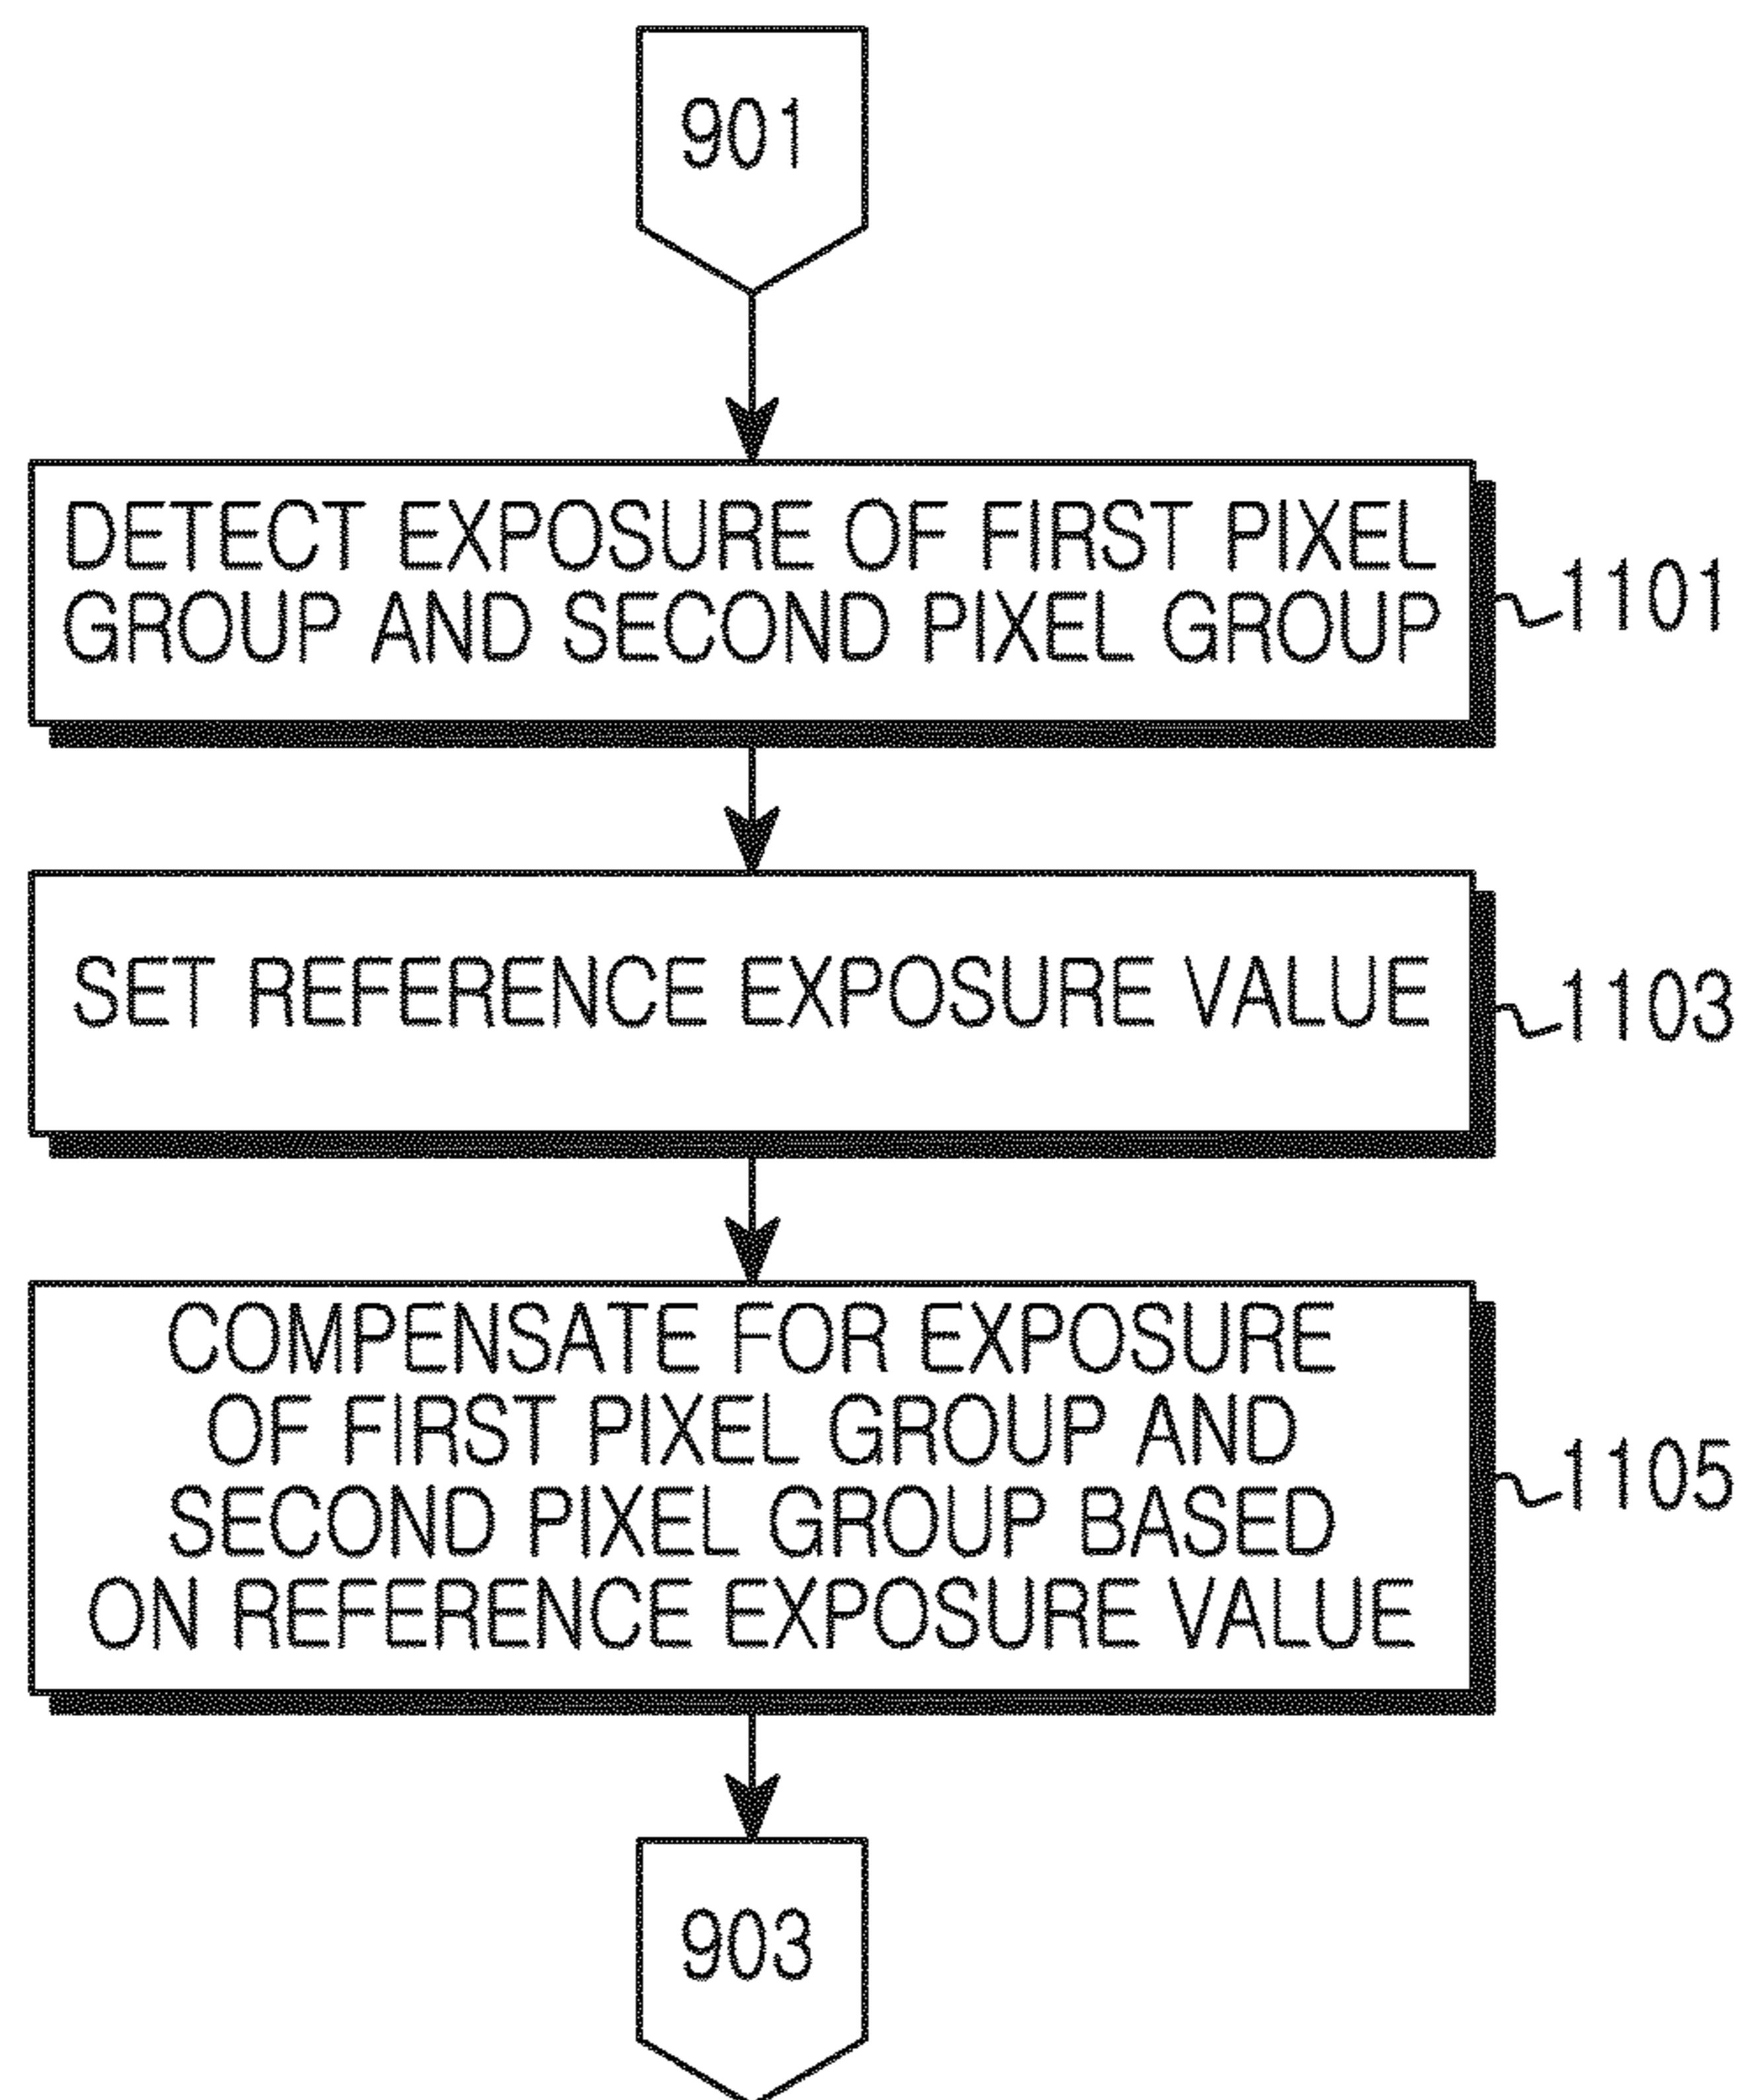 901
DETECT EXPOSURE OF FIRST PIXEL
GROUP AND SECOND PIXEL GROUP
1101
SET REFERENCE EXPOSURE VALUE
1103
COMPENSATE FOR EXPOSURE
OF FIRST PIXEL GROUP AND
SECOND PIXEL GROUP BASED
ON REFERENCE EXPOSURE VALUE
1105
903